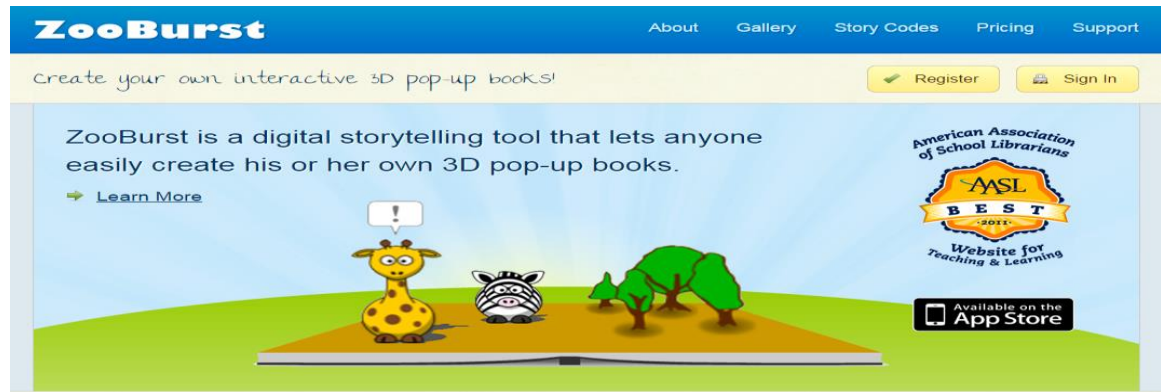 ZooBurst
About Gallery Story Codes Pricing Support
Create your own interactive 3D pop-up books!
Register
Sign In
ZooBurst is a digital storytelling tool that lets anyone
easily create his or her own 3D pop-up books.
Learn More
!
American Association
of School Librarians
AASL
BEST
·2011·
Website for
Teaching & Learning
Available on the
App Store